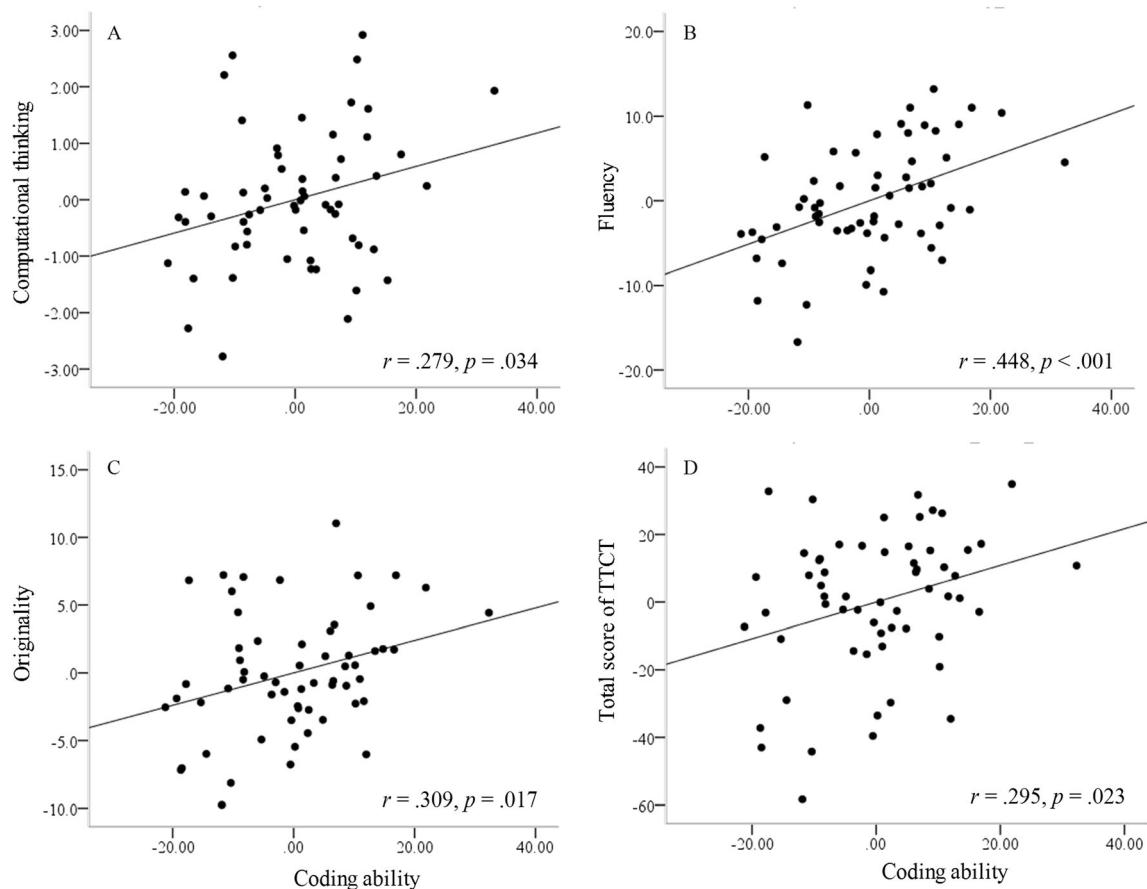 A
Computational thinking
3.00
2.00
1.00
.00
-1.00
-2.00
-3.00
r = .279, p = .034
-20.00 .00 20.00 40.00
B
Fluency
20.0
10.0
.0
-10.0
-20.0
r = .448, p < .001
-20.00 .00 20.00 40.00
C
Originality
15.0
10.0
5.0
.0
-5.0
-10.0
r = .309, p = .017
-20.00 .00 20.00 40.00
Coding ability
D
Total score of TTCT
40
20
0
-20
-40
-60
r = .295, p = .023
-20.00 .00 20.00 40.00
Coding ability